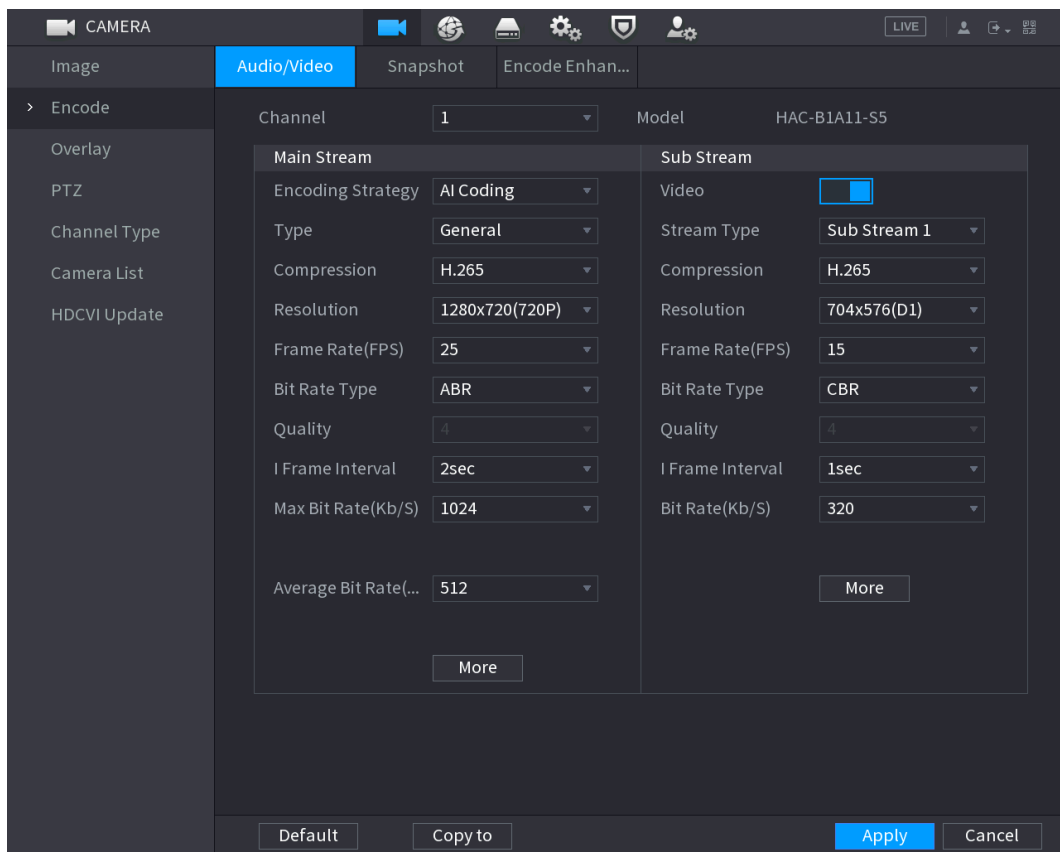 CAMERA LIVE
Image
Encode
Overlay
PTZ
Channel Type
Camera List
HDCVI Update
Audio/Video Snapshot Encode Enhan...
Channel 1 Model HAC-B1A11-S5
Main Stream Sub Stream
Encoding Strategy AI Coding Video
Type General Stream Type Sub Stream 1
Compression H.265 Compression H.265
Resolution 1280x720(720P) Resolution 704x576(D1)
Frame Rate(FPS) 25 Frame Rate(FPS) 15
Bit Rate Type ABR Bit Rate Type CBR
Quality 4 Quality 4
I Frame Interval 2sec I Frame Interval 1sec
Max Bit Rate(Kb/S) 1024 Bit Rate(Kb/S) 320
Average Bit Rate(... 512 More
More
Default Copy to Apply Cancel